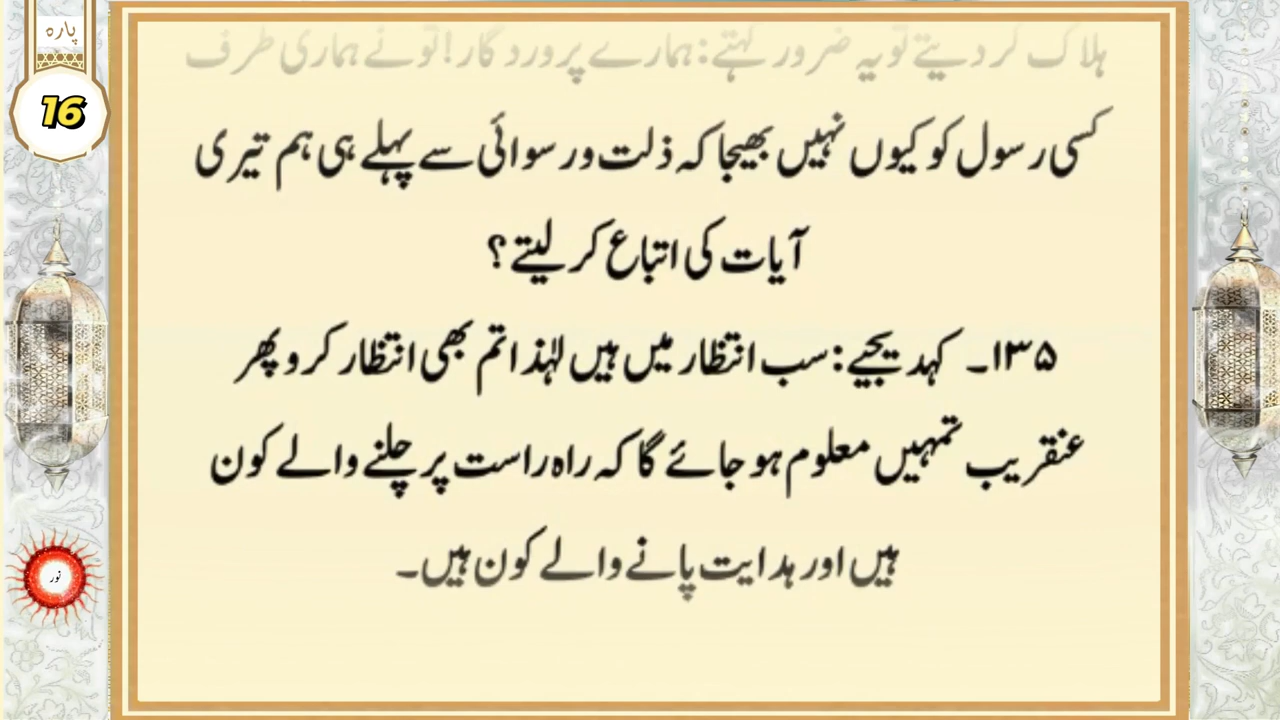 پارہ
16
ہلاک کر دیتے تو یہ ضرور کہتے: ہمارے پروردگار! تو نے ہماری طرف
کسی رسول کو کیوں نہیں بھیجا کہ ذلت و رسوائی سے پہلے ہی ہم تیری
آیات کی اتباع کر لیتے؟
۱۳۵۔ کہدیجیے: سب انتظار میں ہیں لہٰذا تم بھی انتظار کرو پھر
عنقریب تمہیں معلوم ہو جائے گا کہ راہ راست پر چلنے والے کون
ہیں اور ہدایت پانے والے کون ہیں۔
نور